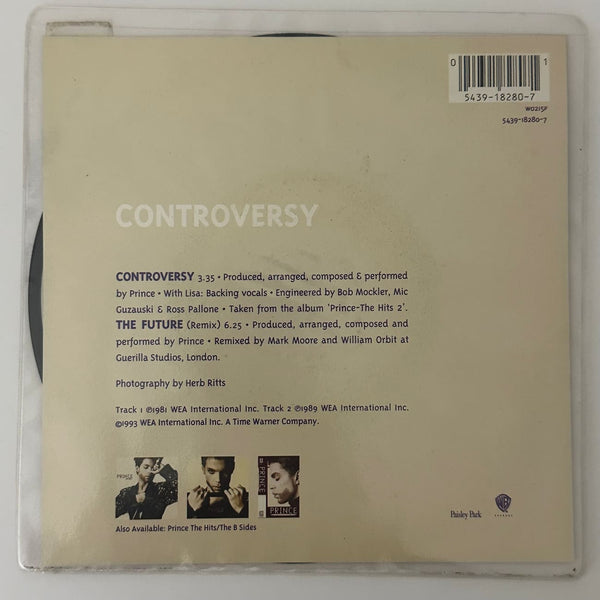 0 1
5439-18280-7
W0215P
5439-18280-7
CONTROVERSY
CONTROVERSY 3.35 • Produced, arranged, composed & performed
by Prince • With Lisa: Backing vocals • Engineered by Bob Mockler, Mic
Guzauski & Ross Pallone • Taken from the album 'Prince-The Hits 2'.
THE FUTURE (Remix) 6.25 • Produced, arranged, composed and
performed by Prince • Remixed by Mark Moore and William Orbit at
Guerilla Studios, London.
Photography by Herb Ritts
Track 1 ℗1981 WEA International Inc. Track 2 ℗1989 WEA International Inc.
©1993 WEA International Inc. A Time Warner Company.
PRINCE
PRINCE
PRINCE
Also Available: Prince The Hits/The B Sides
Paisley Park
WB
RECORDS